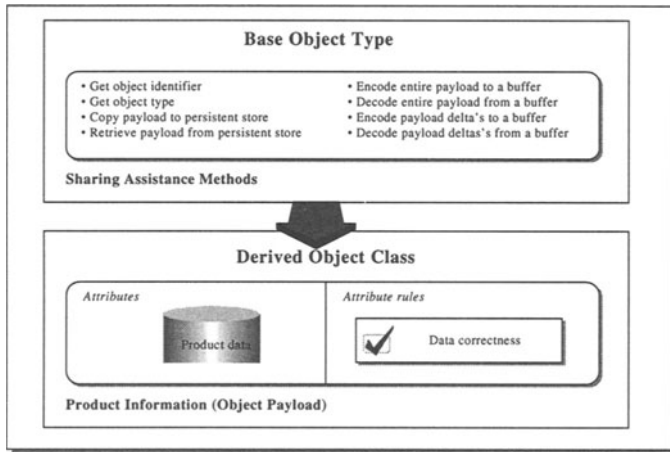 Base Object Type
• Get object identifier
• Get object type
• Copy payload to persistent store
• Retrieve payload from persistent store
• Encode entire payload to a buffer
• Decode entire payload from a buffer
• Encode payload delta's to a buffer
• Decode payload deltas's from a buffer
Sharing Assistance Methods
Derived Object Class
Attributes
Product data
Attribute rules
Data correctness
Product Information (Object Payload)